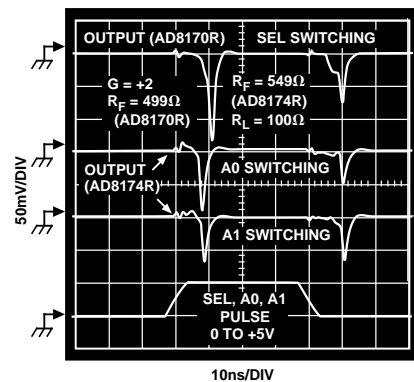 OUTPUT (AD8170R)
SEL SWITCHING
G = +2
R_F = 499Ω
(AD8170R)
R_F = 549Ω
(AD8174R)
R_L = 100Ω
OUTPUT
(AD8174R)
A0 SWITCHING
A1 SWITCHING
SEL, A0, A1
PULSE
0 TO +5V
50mV/DIV
10ns/DIV